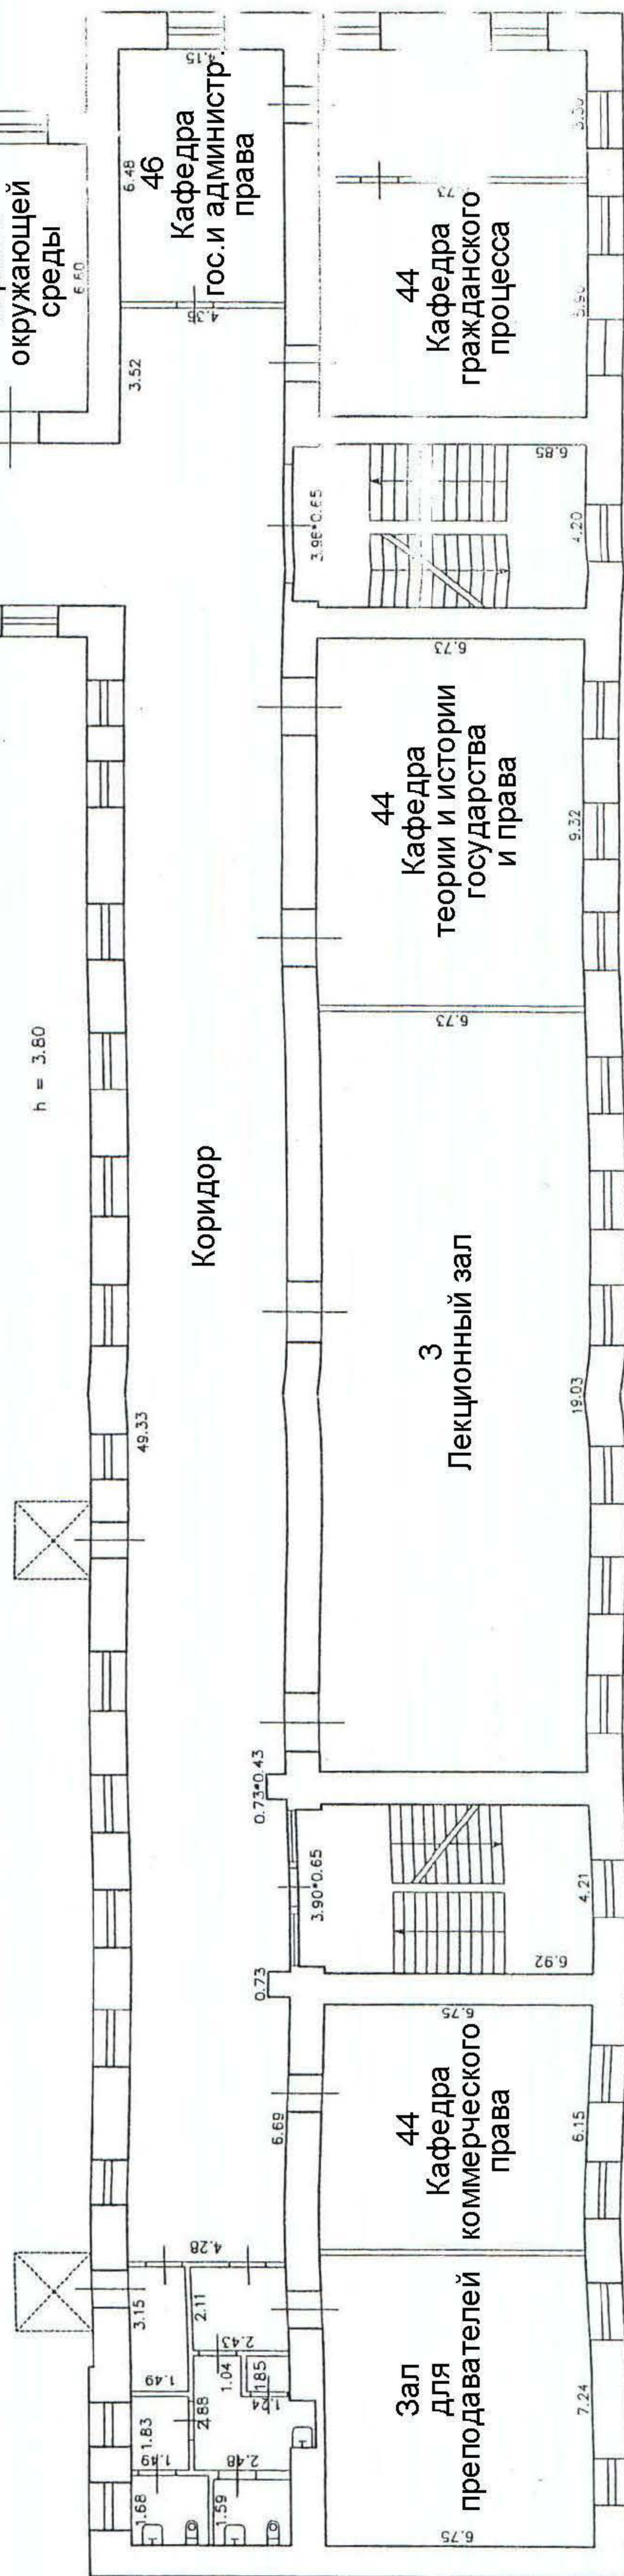 окружающей
среды
6.60
4.15
6.48
46
Кафедра
гос.и администр.
права
4.36
3.52
6.73
44
Кафедра
гражданского
процесса
3.96*0.65
6.85
4.20
6.73
44
Кафедра
теории и истории
государства
и права
9.32
6.73
h = 3.80
Коридор
49.33
3
Лекционный зал
19.03
0.73*0.43
3.90*0.65
4.21
6.92
0.73
6.75
44
Кафедра
коммерческого
права
6.15
6.69
4.28
3.15
2.11
2.43
1.49
1.04
1.85
1.24
2.88
1.83
1.49
2.48
1.68
1.59
Зал
для
преподавателей
7.24
6.75